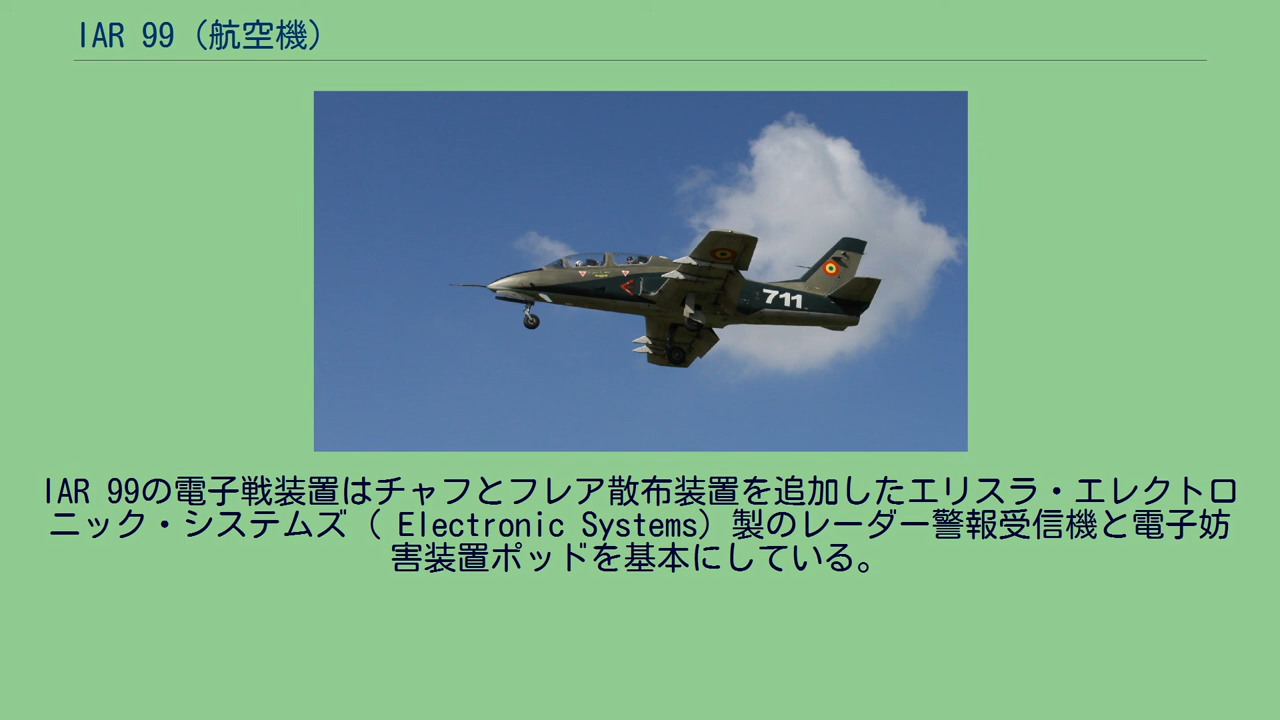 IAR 99 (航空機)
711
IAR 99の電子戦装置はチャフとフレア散布装置を追加したエリスラ・エレクトロ
ニック・システムズ（ Electronic Systems）製のレーダー警報受信機と電子妨
害装置ポッドを基本にしている。